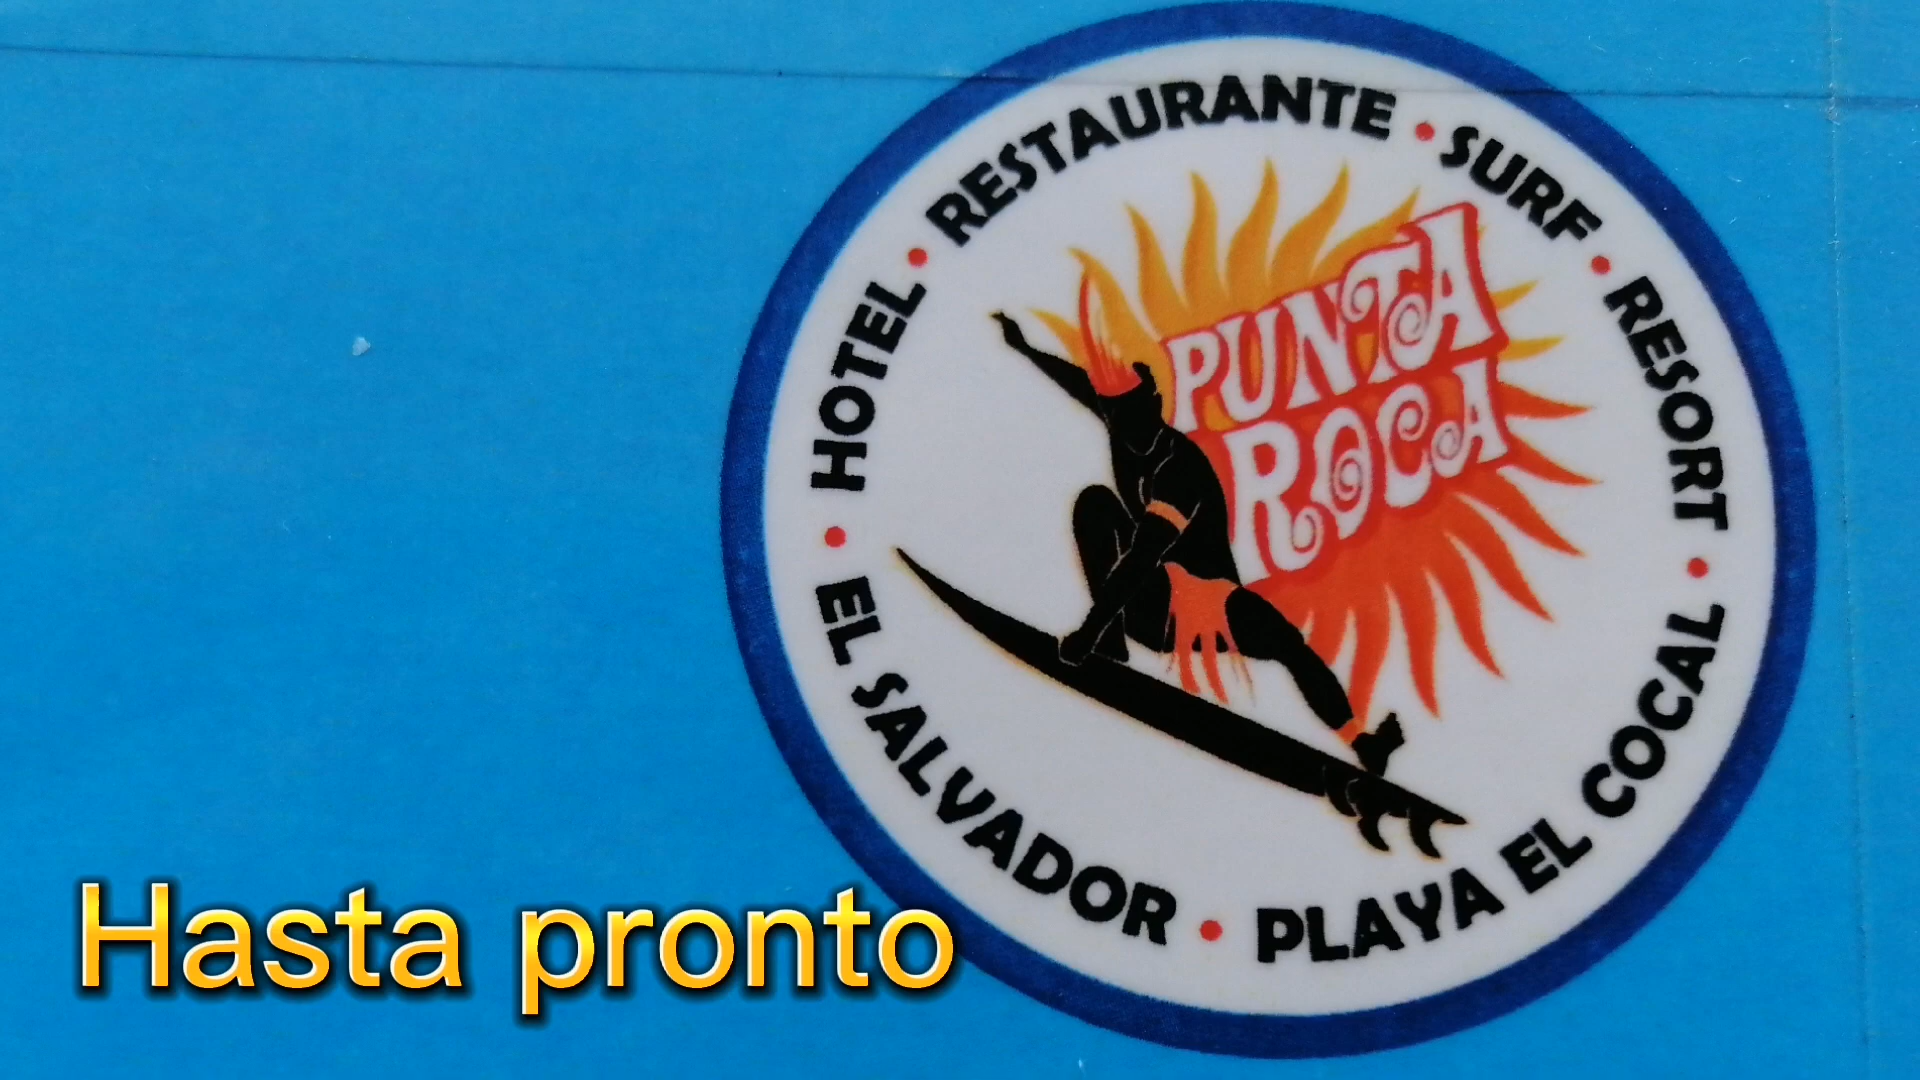 HOTEL • RESTAURANTE • SURF • RESORT •
PUNTA
ROCA
• EL SALVADOR • PLAYA EL COCAL
Hasta pronto